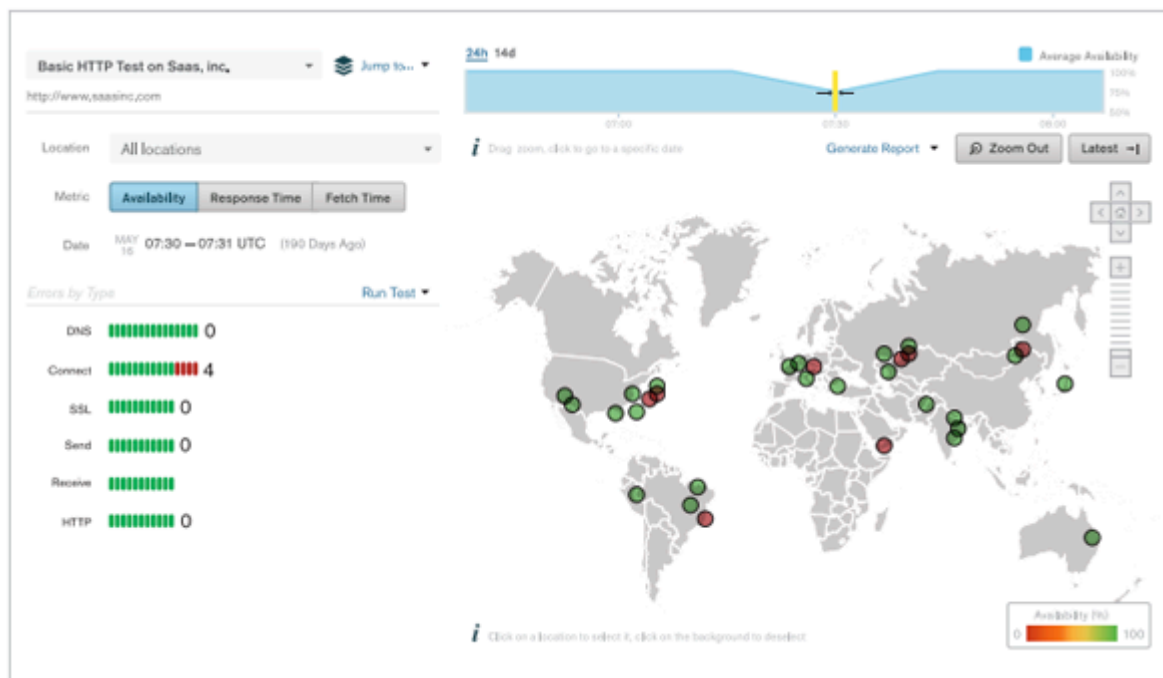 Basic HTTP Test on Saas, inc.
Jump to...
http://www.saasinc.com
Location
All locations
Metric
Availability
Response Time
Fetch Time
Date
MAY 16
07:30 – 07:31 UTC
(190 Days Ago)
Errors by Type
Run Test
DNS
0
Connect
4
SSL
0
Send
0
Receive
HTTP
0
24h 14d
Average Availability
100%
75%
50%
07:00
07:30
08:00
i Drag zoom, click to go to a specific date
Generate Report
Zoom Out
Latest
i Click on a location to select it, click on the background to deselect
Availability (%)
0
100